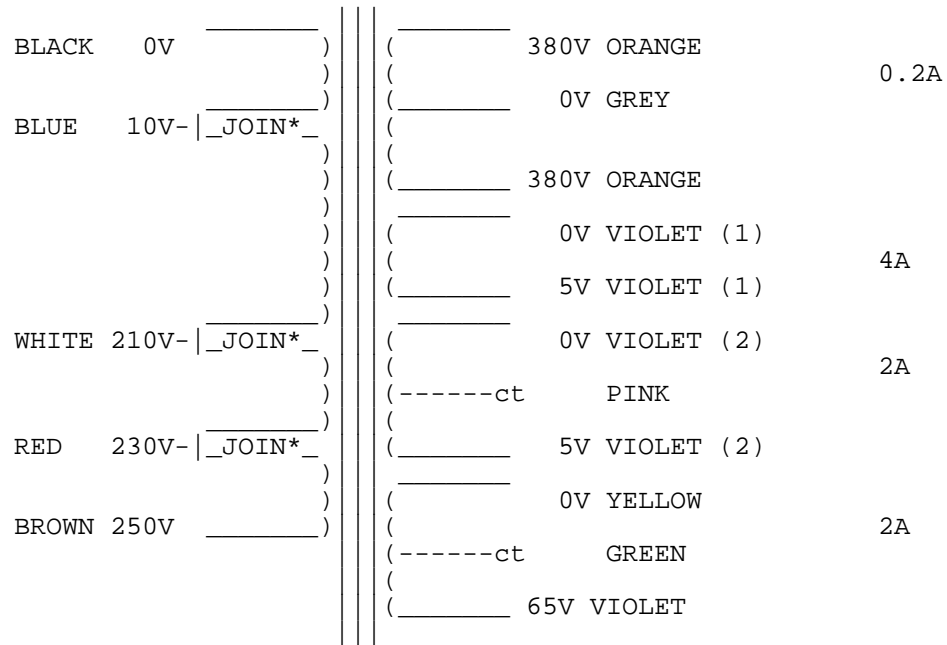 BLACK 0V 380V ORANGE
0.2A
0V GREY
BLUE 10V-|_JOIN*_
380V ORANGE
0V VIOLET (1)
4A
5V VIOLET (1)
WHITE 210V-|_JOIN*_ 0V VIOLET (2)
2A
ct PINK
RED 230V-|_JOIN*_ 5V VIOLET (2)
0V YELLOW
BROWN 250V 2A
ct GREEN
65V VIOLET